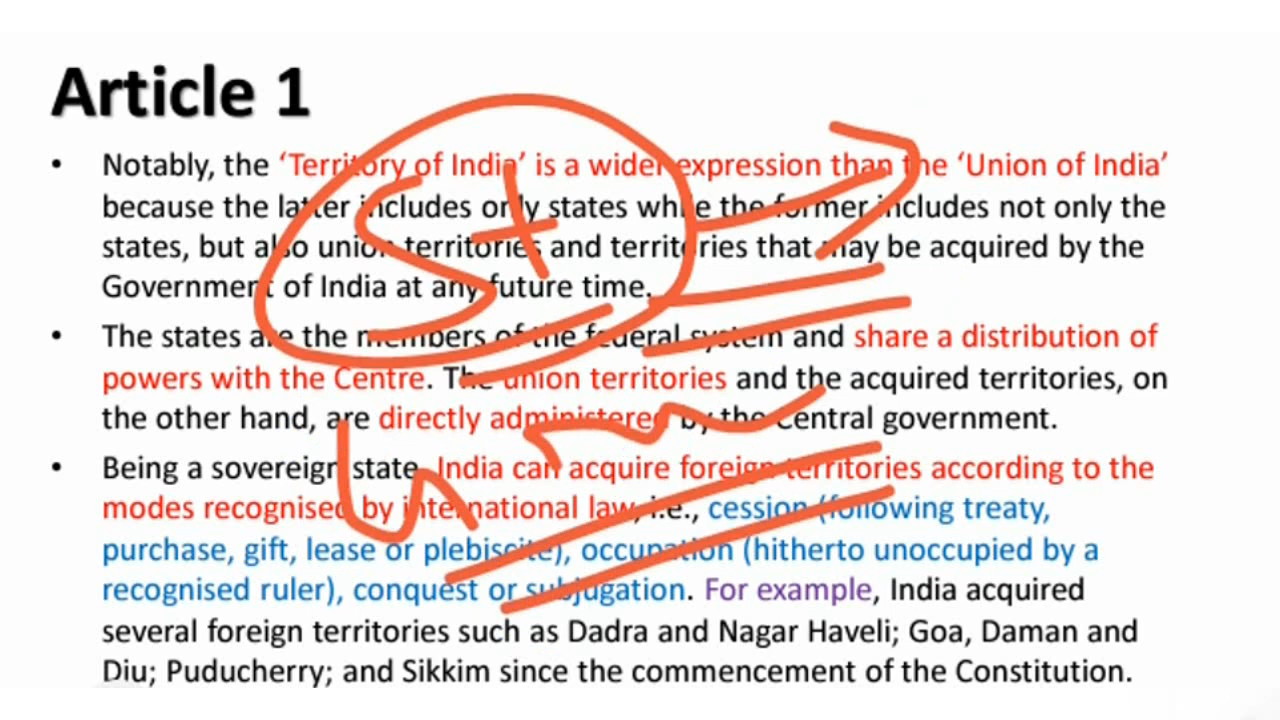 Article 1
• Notably, the ‘Territory of India’ is a wider expression than the ‘Union of India’
because the latter includes only states while the former includes not only the
states, but also union territories and territories that may be acquired by the
Government of India at any future time.
• The states are the members of the federal system and share a distribution of
powers with the Centre. The union territories and the acquired territories, on
the other hand, are directly administered by the Central government.
• Being a sovereign state, India can acquire foreign territories according to the
modes recognised by international law, i.e., cession (following treaty,
purchase, gift, lease or plebiscite), occupation (hitherto unoccupied by a
recognised ruler), conquest or subjugation. For example, India acquired
several foreign territories such as Dadra and Nagar Haveli; Goa, Daman and
Diu; Puducherry; and Sikkim since the commencement of the Constitution.